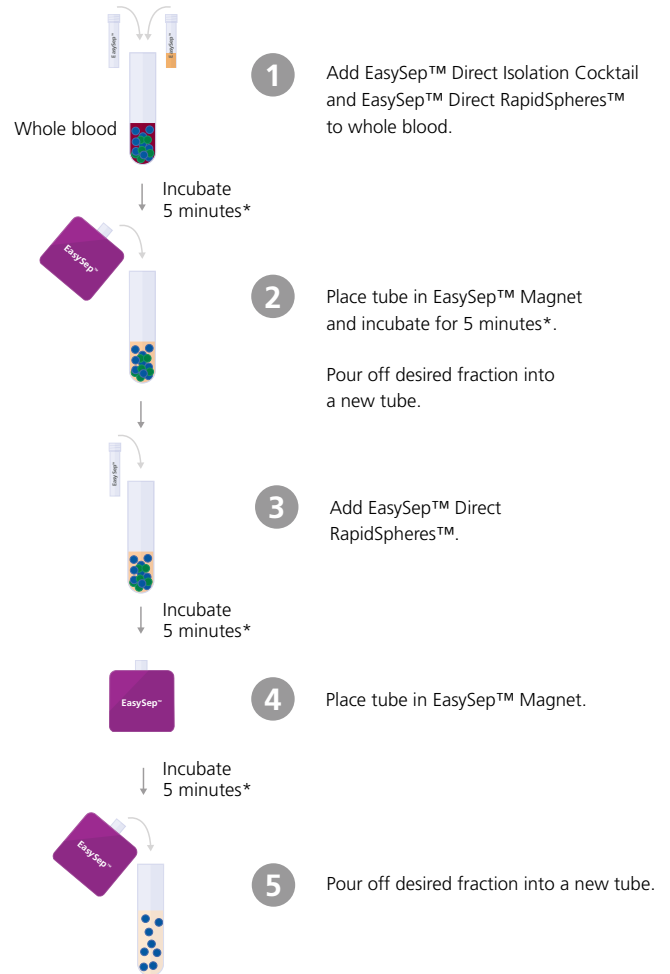 EasySep™
EasySep™
1
Add EasySep™ Direct Isolation Cocktail
and EasySep™ Direct RapidSpheres™
to whole blood.
Whole blood
Incubate
5 minutes*
EasySep™
2
Place tube in EasySep™ Magnet
and incubate for 5 minutes*.
Pour off desired fraction into
a new tube.
EasySep™
3
Add EasySep™ Direct
RapidSpheres™.
Incubate
5 minutes*
EasySep™
4
Place tube in EasySep™ Magnet.
Incubate
5 minutes*
EasySep™
5
Pour off desired fraction into a new tube.